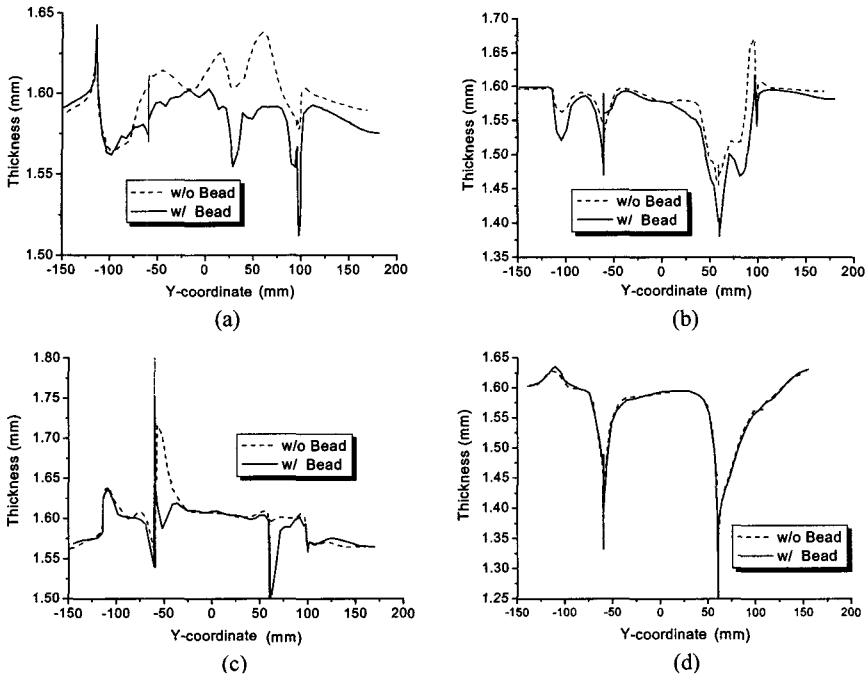 1.65
1.60
1.55
1.50
Thickness (mm)
w/o Bead
w/ Bead
-150 -100 -50 0 50 100 150 200
Y-coordinate (mm)
(a)
1.70
1.65
1.60
1.55
1.50
1.45
1.40
1.35
Thickness (mm)
w/o Bead
w/ Bead
-150 -100 -50 0 50 100 150 200
Y-coordinate (mm)
(b)
1.80
1.75
1.70
1.65
1.60
1.55
1.50
Thickness (mm)
w/o Bead
w/ Bead
-150 -100 -50 0 50 100 150 200
Y-coordinate (mm)
(c)
1.65
1.60
1.55
1.50
1.45
1.40
1.35
1.30
1.25
Thickness (mm)
w/o Bead
w/ Bead
-150 -100 -50 0 50 100 150 200
Y-coordinate (mm)
(d)